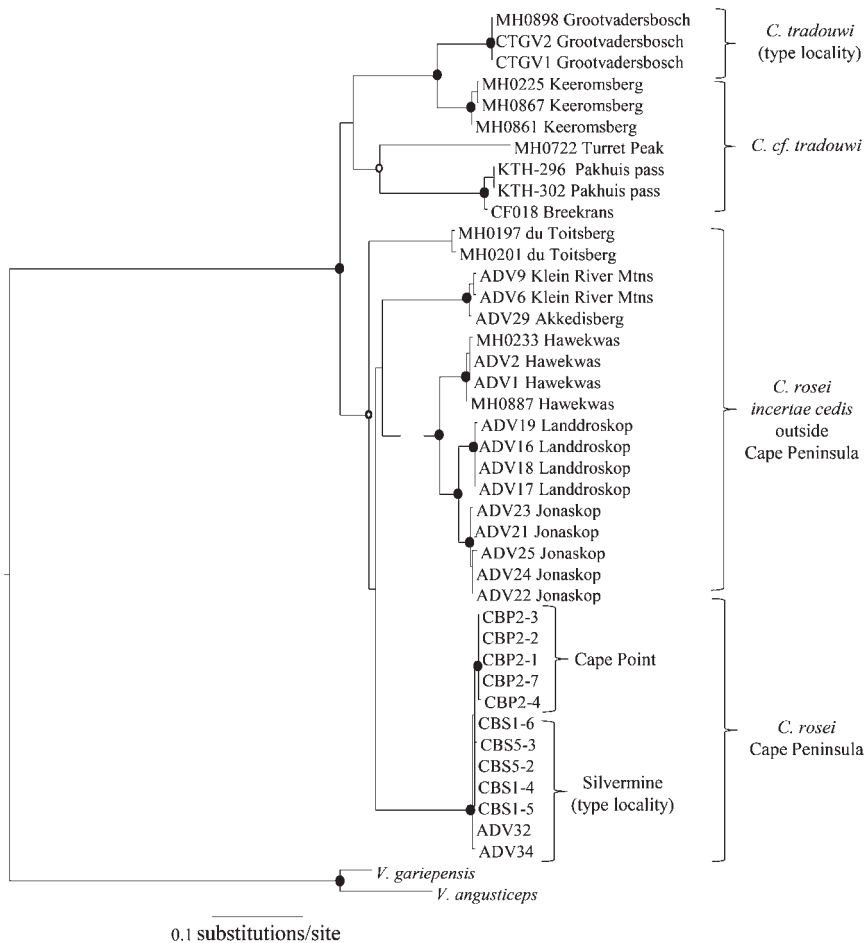 MH0898 Grootvadersbosch
CTGV2 Grootvadersbosch
CTGV1 Grootvadersbosch
C. tradouwi
(type locality)
MH0225 Keeromsberg
MH0867 Keeromsberg
MH0861 Keeromsberg
MH0722 Turret Peak
KTH-296 Pakhuis pass
KTH-302 Pakhuis pass
CF018 Breekrans
C. cf. tradouwi
MH0197 du Toitsberg
MH0201 du Toitsberg
ADV9 Klein River Mtns
ADV6 Klein River Mtns
ADV29 Akkedisberg
MH0233 Hawekwas
ADV2 Hawekwas
ADV1 Hawekwas
MH0887 Hawekwas
ADV19 Landdroskop
ADV16 Landdroskop
ADV18 Landdroskop
ADV17 Landdroskop
ADV23 Jonaskop
ADV21 Jonaskop
ADV25 Jonaskop
ADV24 Jonaskop
ADV22 Jonaskop
C. rosei
incertae cedis
outside
Cape Peninsula
CBP2-3
CBP2-2
CBP2-1
CBP2-7
CBP2-4
Cape Point
CBS1-6
CBS5-3
CBS5-2
CBS1-4
CBS1-5
ADV32
ADV34
Silvermine
(type locality)
C. rosei
Cape Peninsula
V. gariepensis
V. angusticeps
0.1 substitutions/site